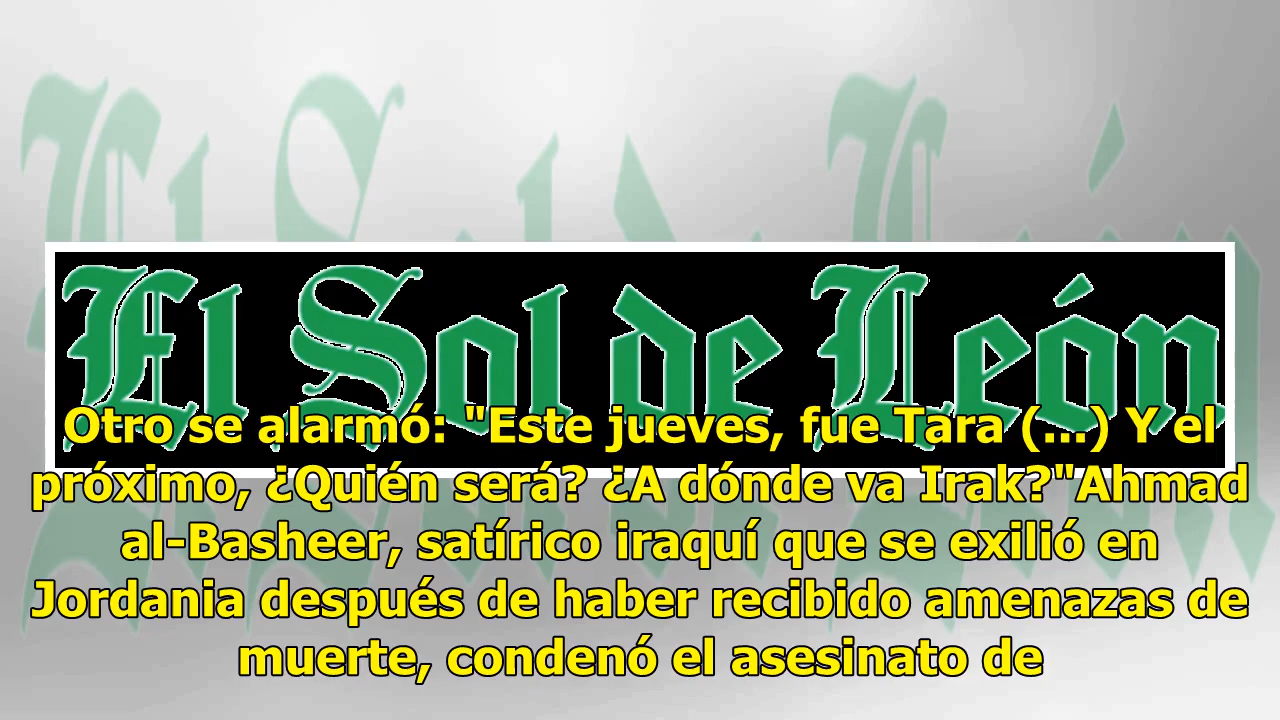 El Sol de León
Otro se alarmó: "Este jueves, fue Tara (...) Y el
próximo, ¿Quién será? ¿A dónde va Irak?"Ahmad
al-Basheer, satírico iraquí que se exilió en
Jordania después de haber recibido amenazas de
muerte, condenó el asesinato de